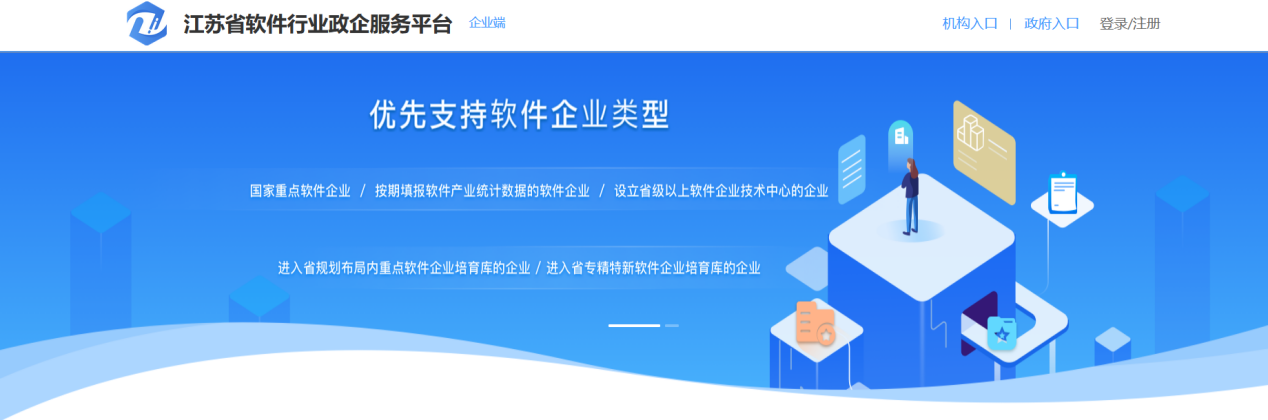 江苏省软件行业政企服务平台 企业端 机构入口 | 政府入口 登录/注册
优先支持软件企业类型
国家重点软件企业 / 按期填报软件产业统计数据的软件企业 / 设立省级以上软件企业技术中心的企业
进入省规划布局内重点软件企业培育库的企业 / 进入省专精特新软件企业培育库的企业